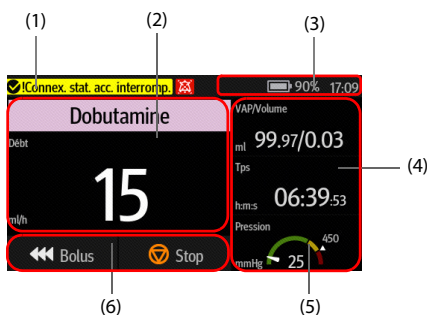 (1)
(2)
(3)
!Connex. stat. acc. interromp.
90% 17:09
Dobutamine
Débt
15
ml/h
VAP/Volume
ml 99.97/0.03
Tps
h:m:s 06:39:53
Pression
450
mmHg 25
(4)
Bolus
Stop
(6)
(5)